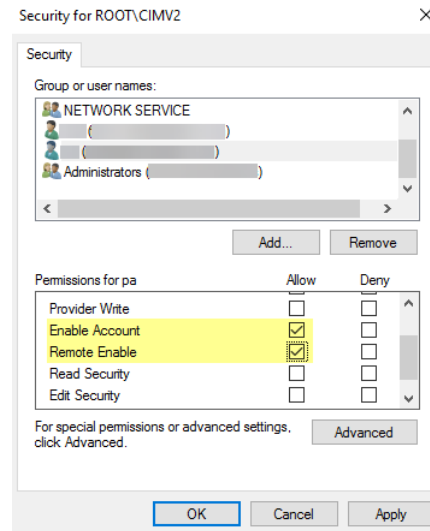 Security for ROOT\CIMV2
Security
Group or user names:
NETWORK SERVICE
(
)
(
)
Administrators (
)
Add...
Remove
Permissions for pa
Allow
Deny
Provider Write
Enable Account
Remote Enable
Read Security
Edit Security
For special permissions or advanced settings,
click Advanced.
Advanced
OK
Cancel
Apply